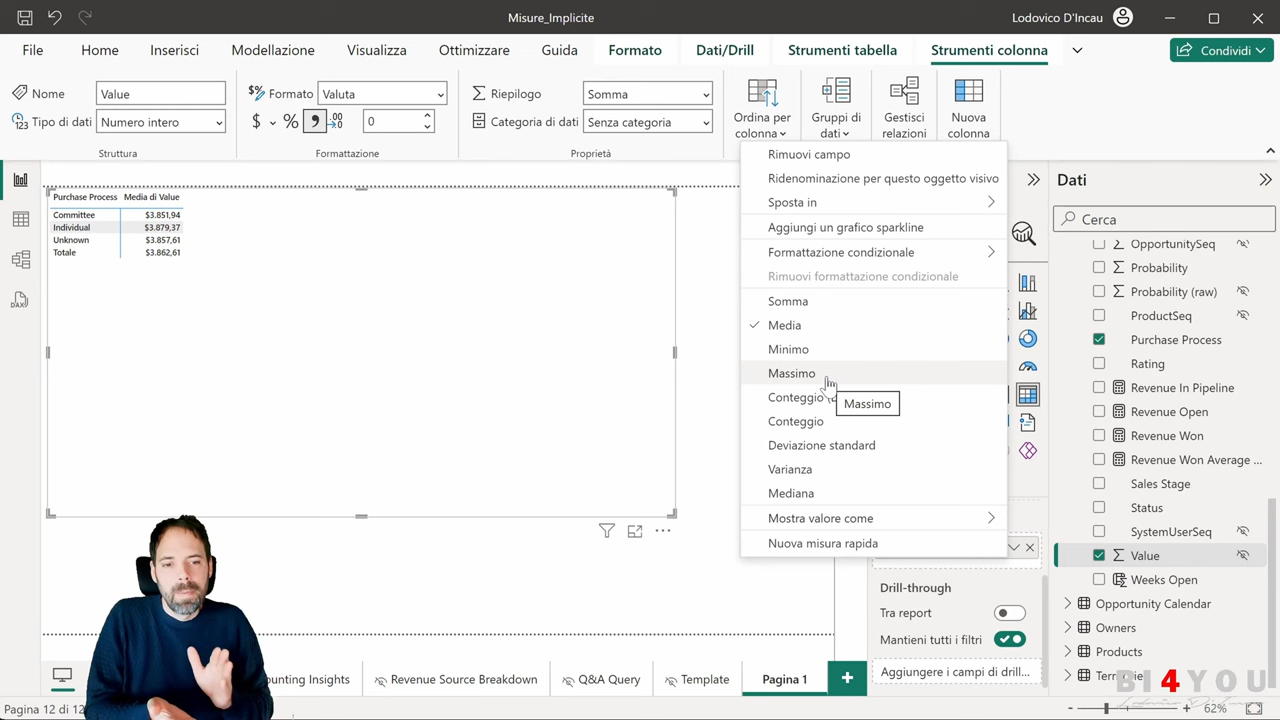 Misure_Implicite
Lodovico D'Incau
File
Home
Inserisci
Modellazione
Visualizza
Ottimizzare
Guida
Formato
Dati/Drill
Strumenti tabella
Strumenti colonna
Condividi
Nome
Value
Formato
Valuta
Riepilogo
Somma
Tipo di dati
Numero intero
$
%
0
Categoria di dati
Senza categoria
Ordina per
colonna
Gruppi di
dati
Gestisci
relazioni
Nuova
colonna
Struttura
Formattazione
Proprietà
Purchase Process Media di Value
Committee $3.851,94
Individual $3.879,37
Unknown $3.857,61
Totale $3.862,61
Rimuovi campo
Ridenominazione per questo oggetto visivo
Sposta in
Aggiungi un grafico sparkline
Formattazione condizionale
Rimuovi formattazione condizionale
Somma
Media
Minimo
Massimo
Conteggio
Massimo
Conteggio
Deviazione standard
Varianza
Mediana
Mostra valore come
Nuova misura rapida
Drill-through
Tra report
Mantieni tutti i filtri
Aggiungere i campi di drill...
Dati
Cerca
OpportunitySeq
Probability
Probability (raw)
ProductSeq
Purchase Process
Rating
Revenue In Pipeline
Revenue Open
Revenue Won
Revenue Won Average ...
Sales Stage
Status
SystemUserSeq
Value
Weeks Open
Opportunity Calendar
Owners
Products
BI4YOU
ounting Insights
Revenue Source Breakdown
Q&A Query
Template
Pagina 1
+
Pagina 12 di 12
- + 62%